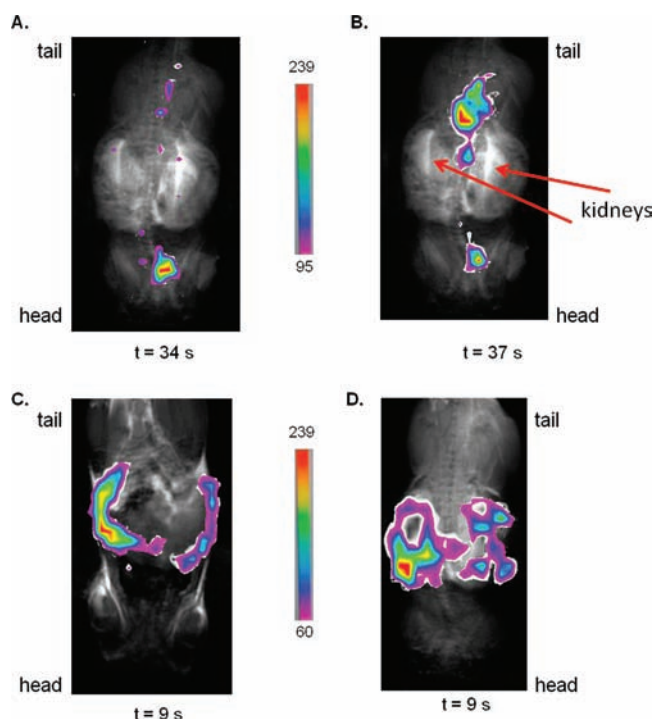 A.
B.
tail
tail
239
kidneys
95
head
head
t = 34 s
t = 37 s
C.
D.
tail
tail
239
60
head
head
t = 9 s
t = 9 s